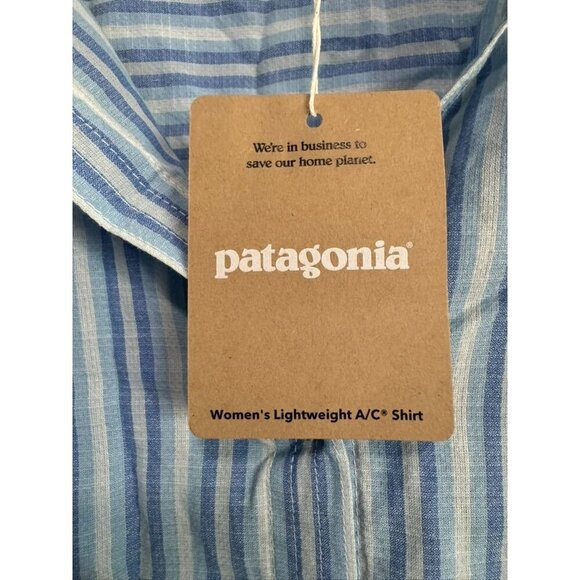 We're in business to
save our home planet.
patagonia®
Women's Lightweight A/C® Shirt